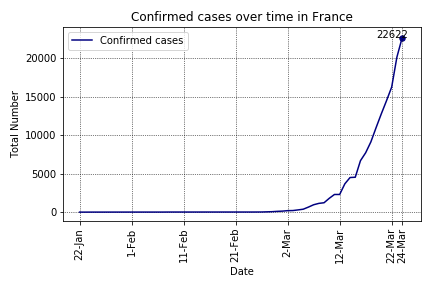 Confirmed cases over time in France
Confirmed cases
22622
Total Number
20000
15000
10000
5000
0
22-Jan
1-Feb
11-Feb
21-Feb
2-Mar
12-Mar
22-Mar
24-Mar
Date